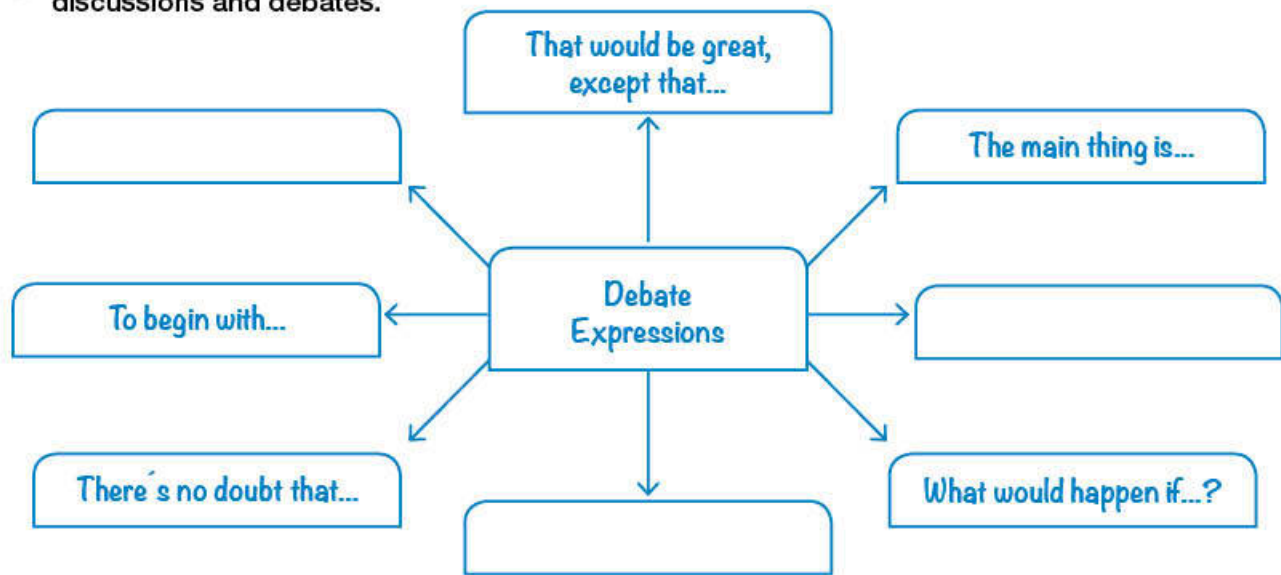 discussions and debates.
That would be great,
except that...
The main thing is...
Debate
Expressions
To begin with...
There´s no doubt that...
What would happen if...?